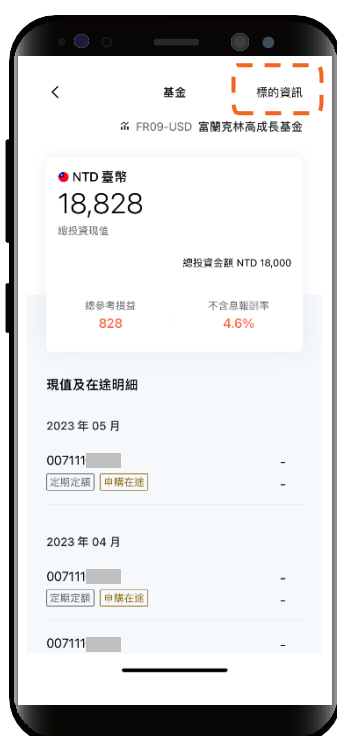 基金 標的資訊
FR09-USD 富蘭克林高成長基金
NTD 臺幣
18,828
總投資現值
總投資金額 NTD 18,000
總參考損益 不含息報酬率
828 4.6%
現值及在途明細
2023 年 05 月
007111 -
定期定額 申購在途 -
2023 年 04 月
007111 -
定期定額 申購在途 -
007111 -